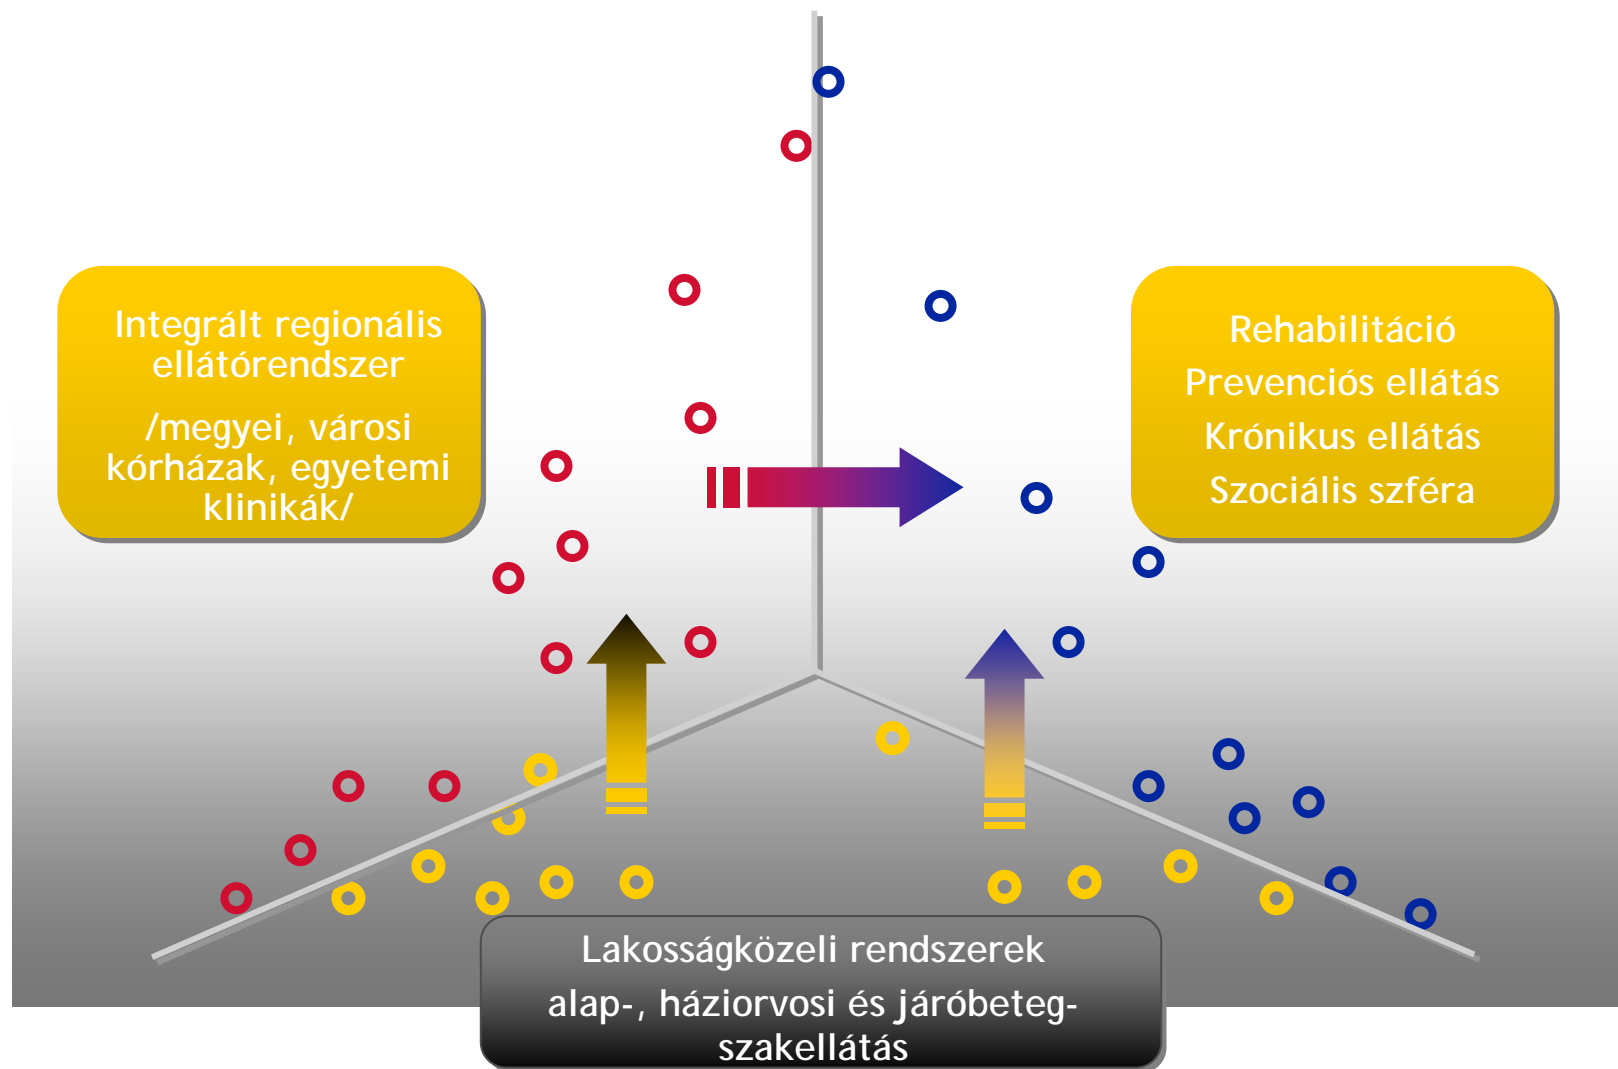 Integrált regionális
ellátórendszer
/megyei, városi
kórházak, egyetemi
klinikák/
Rehabilitáció
Prevenciós ellátás
Krónikus ellátás
Szociális szféra
Lakosságközeli rendszerek
alap-, háziorvosi és járóbeteg-
szakellátás